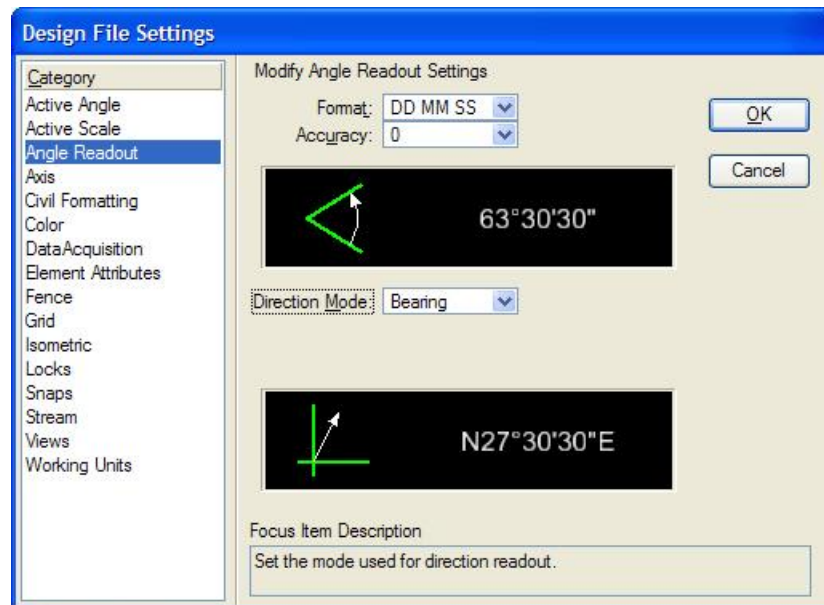 Design File Settings
Category
Active Angle
Active Scale
Angle Readout
Axis
Civil Formatting
Color
DataAcquisition
Element Attributes
Fence
Grid
Isometric
Locks
Snaps
Stream
Views
Working Units
Modify Angle Readout Settings
Format: DD MM SS
Accuracy: 0
63°30'30"
Direction Mode: Bearing
N27°30'30"E
Focus Item Description
Set the mode used for direction readout.
OK
Cancel